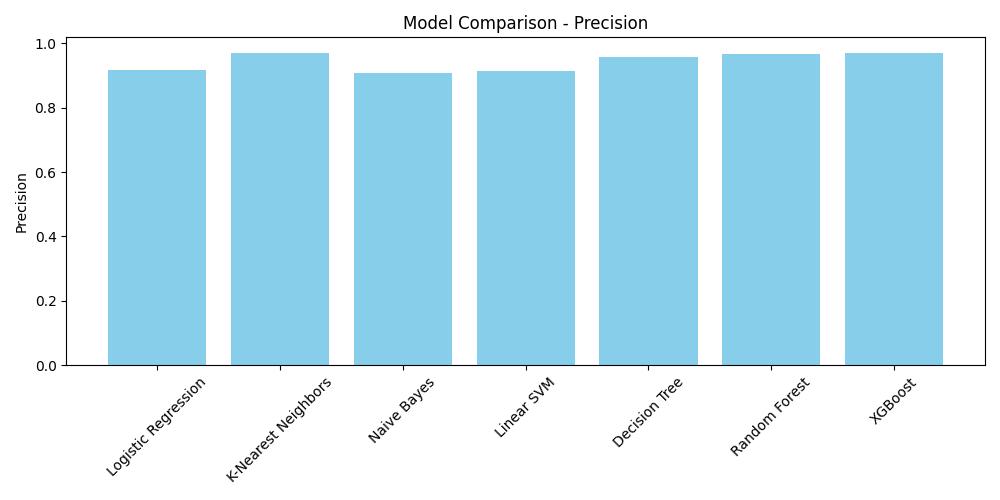 Model Comparison - Precision
Precision
1.0
0.8
0.6
0.4
0.2
0.0
Logistic Regression
K-Nearest Neighbors
Naive Bayes
Linear SVM
Decision Tree
Random Forest
XGBoost